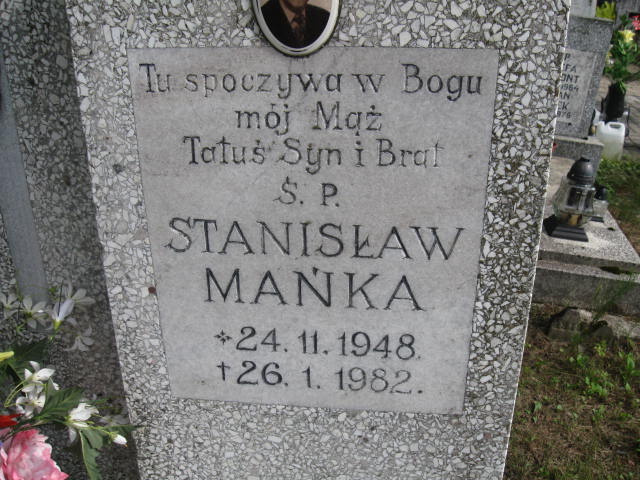 Tu spoczywa w Bogu
mój Mąż
Tatuś Syn i Brat
Ś. P.
STANISŁAW
MAŃKA
* 24. 11. 1948.
† 26. 1. 1982.